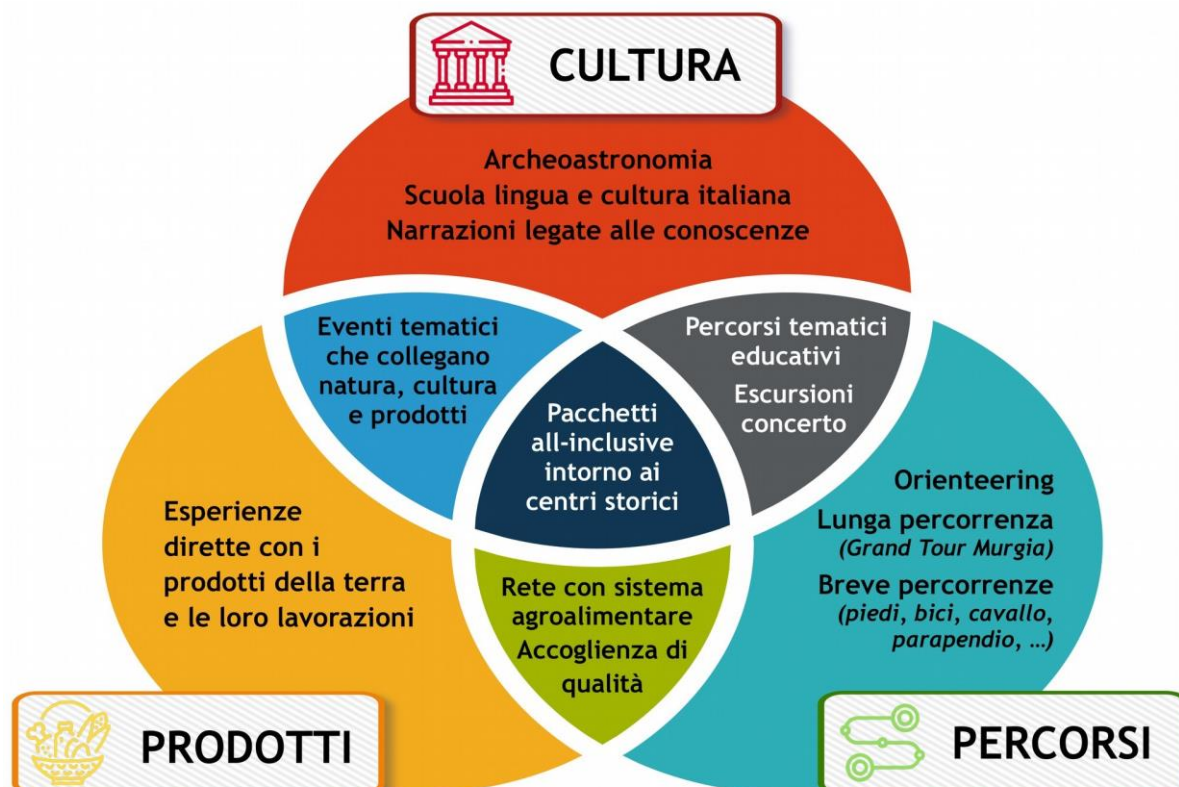 CULTURA
Archeoastronomia
Scuola lingua e cultura italiana
Narrazioni legate alle conoscenze
Eventi tematici
che collegano
natura, cultura
e prodotti
Percorsi tematici
educativi
Escursioni
concerto
Pacchetti
all-inclusive
intorno ai
centri storici
Esperienze
dirette con i
prodotti della terra
e le loro lavorazioni
Orienteering
Lunga percorrenza
(Grand Tour Murgia)
Breve percorrenze
(piedi, bici, cavallo,
parapendio, ...)
Rete con sistema
agroalimentare
Accoglienza di
qualità
PRODOTTI
PERCORSI